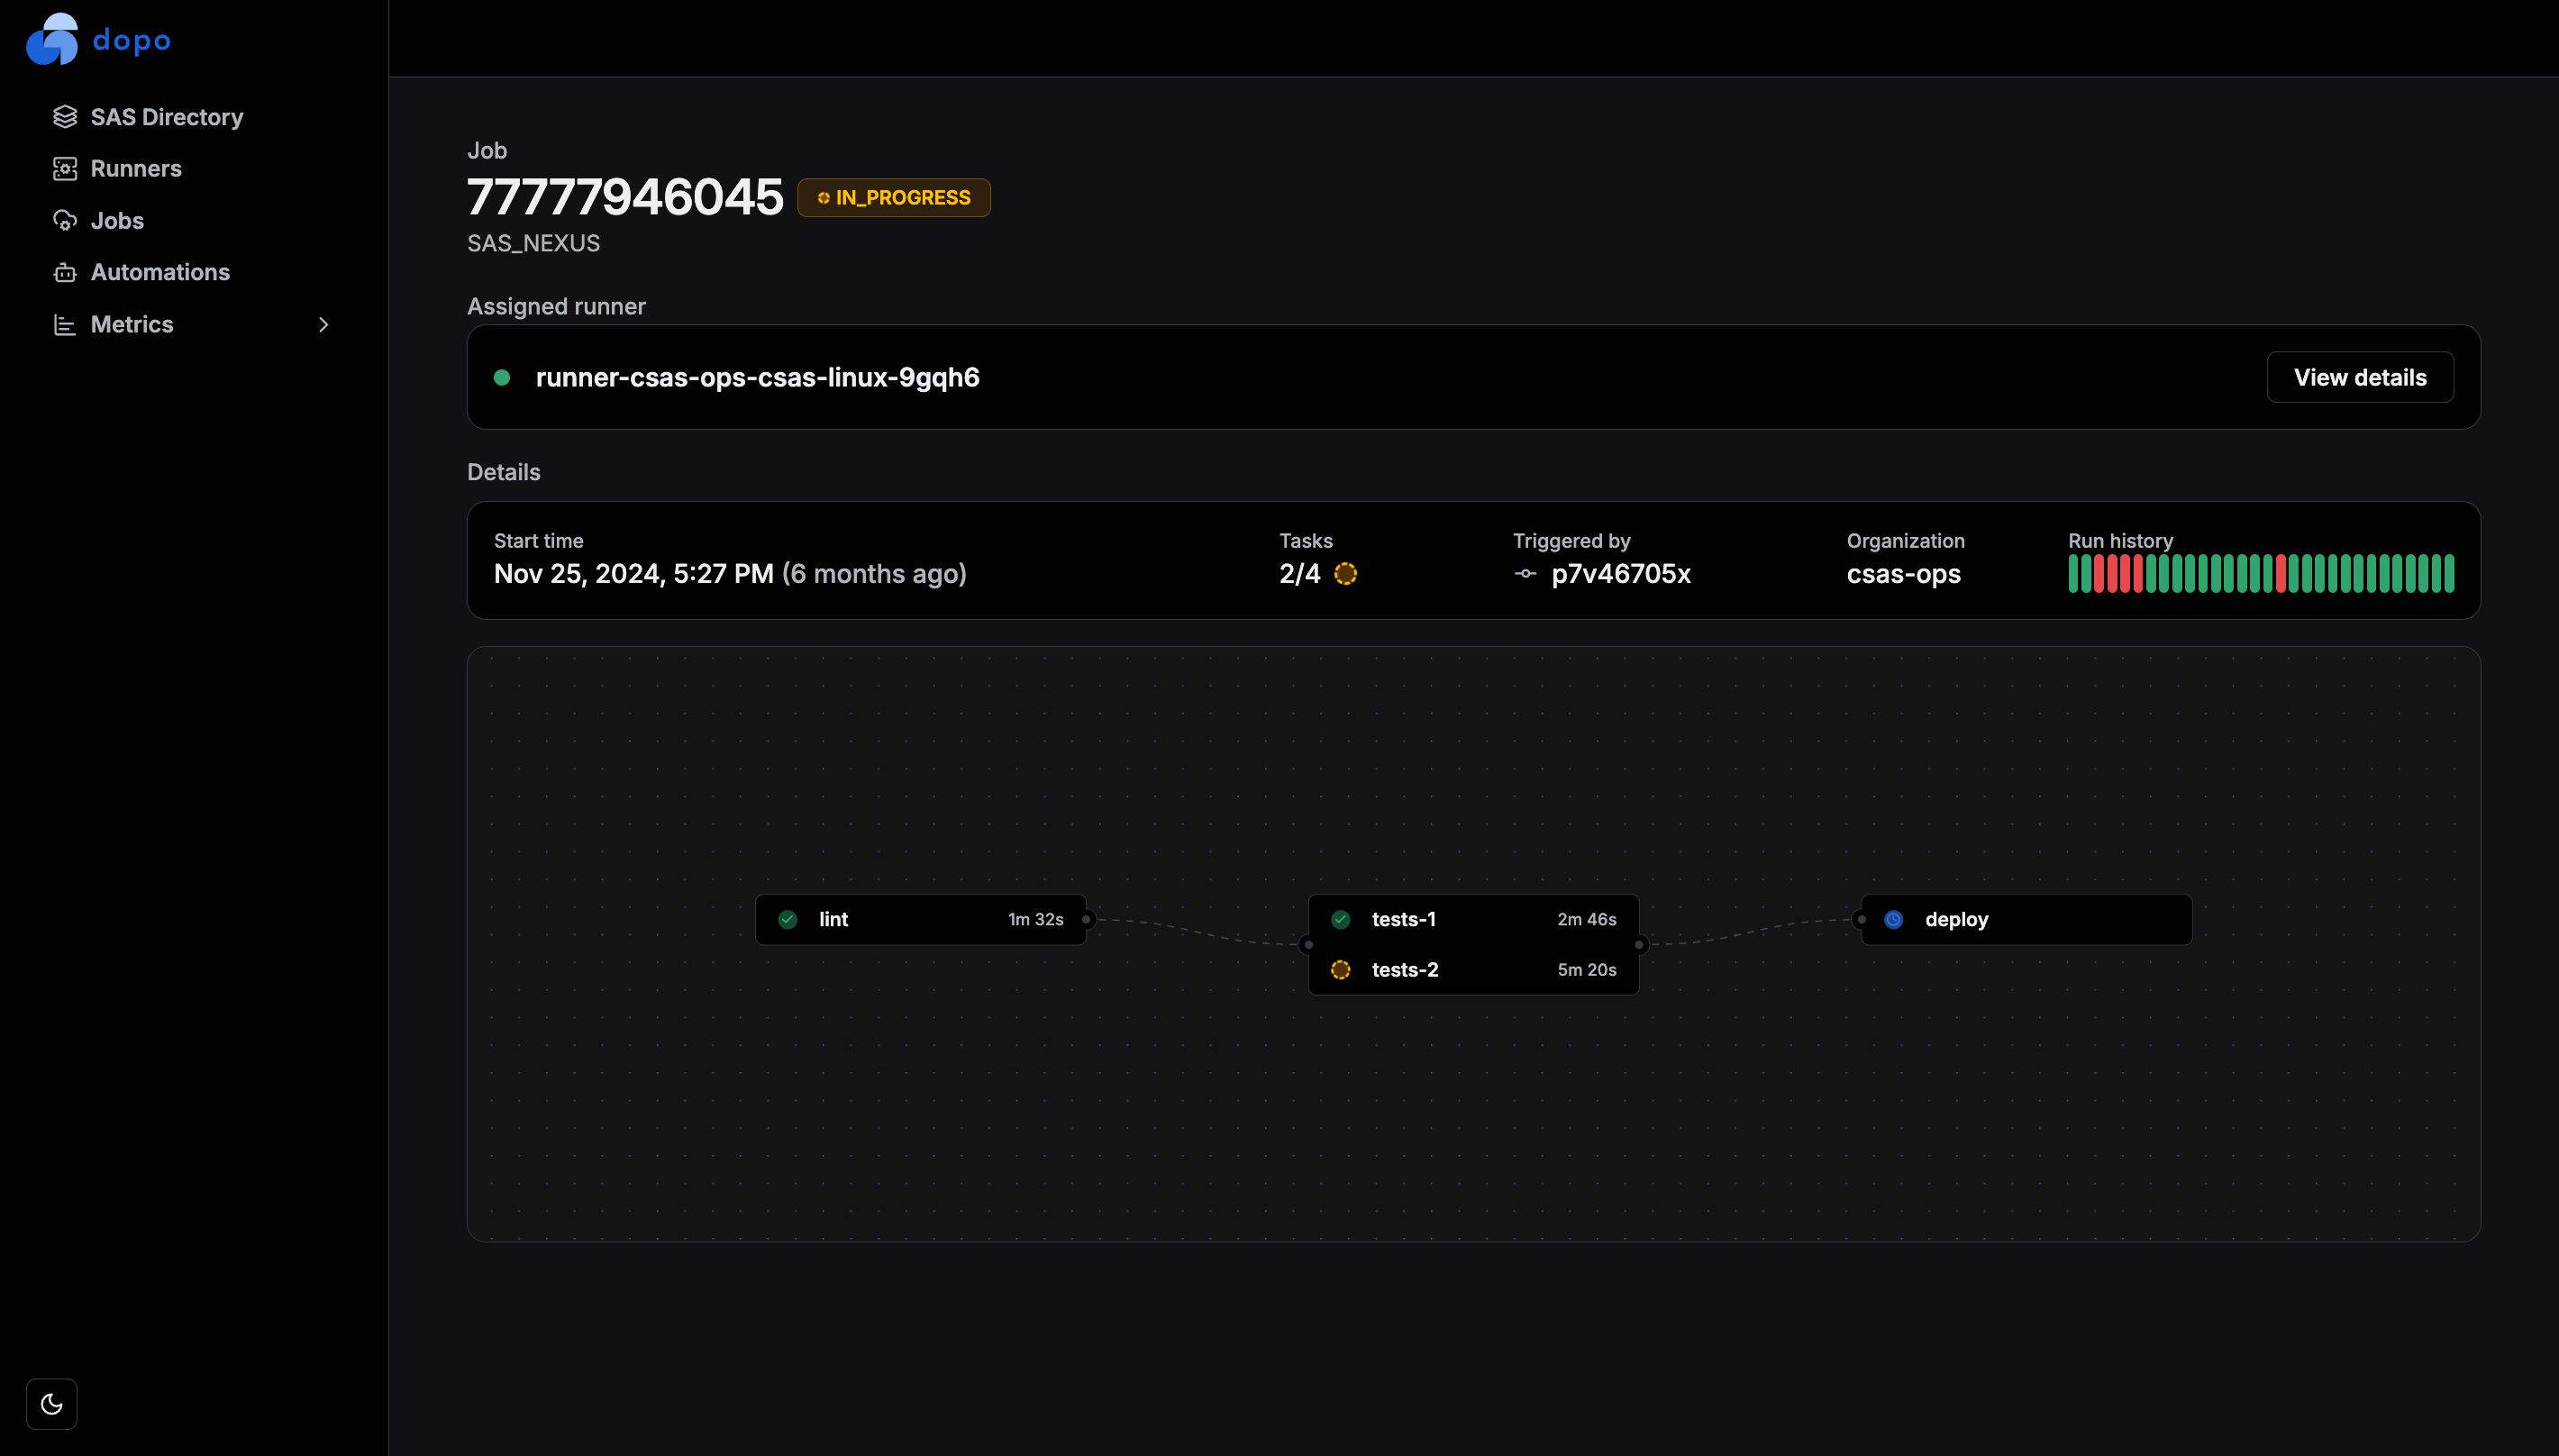 dopo
SAS Directory
Runners
Jobs
Automations
Metrics
Job
77777946045 IN_PROGRESS
SAS_NEXUS
Assigned runner
runner-csas-ops-csas-linux-9gqh6 View details
Details
Start time
Nov 25, 2024, 5:27 PM (6 months ago)
Tasks
2/4
Triggered by
p7v46705x
Organization
csas-ops
Run history
lint 1m 32s
tests-1 2m 46s
tests-2 5m 20s
deploy